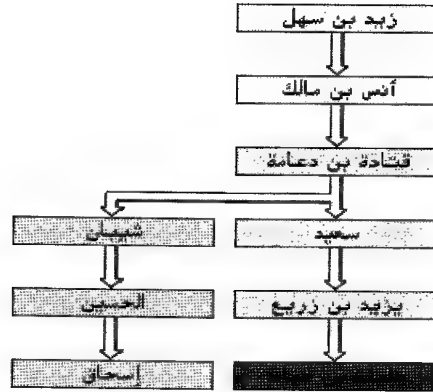 زيد بن سهل
أنس بن مالك
قتادة بن دعامة
سعيد
شيبان
يزيد بن زريع
الحسين
إسحاق